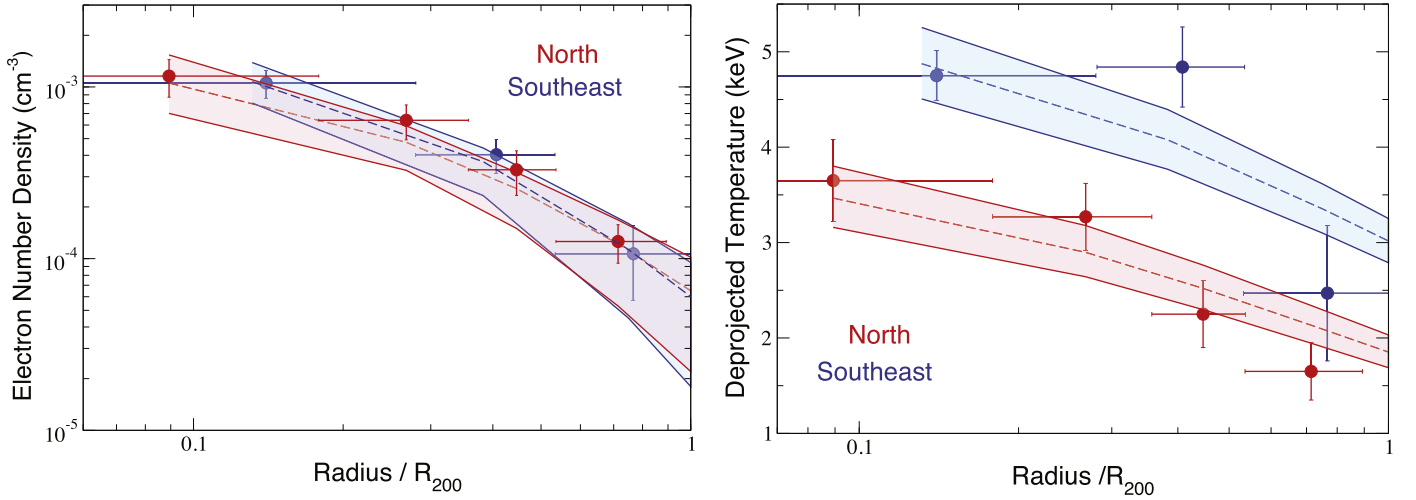 Electron Number Density (cm-3)
10-3
10-4
10-5
North
Southeast
0.1
1
Radius / R200
Deprojected Temperature (keV)
5
4
3
2
1
North
Southeast
0.1
1
Radius /R200